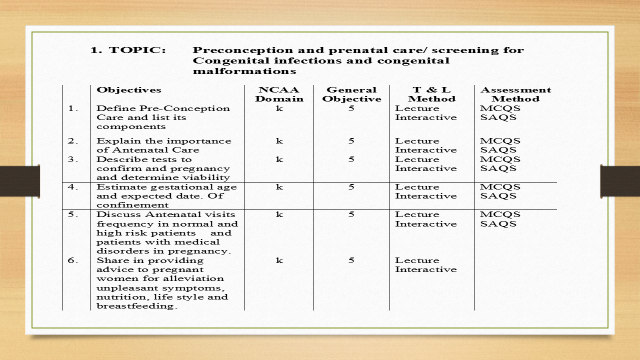 1. TOPIC: Preconception and prenatal care/ screening for
Congenital infections and congenital
malformations
Objectives NCAA General T & L Assessment
Domain Objective Method Method
1. Define Pre-Conception k 5 Lecture MCQS
Care and list its Interactive SAQS
components
2. Explain the importance k 5 Lecture MCQS
of Antenatal Care Interactive SAQS
3. Describe tests to k 5 Lecture MCQS
confirm and pregnancy Interactive SAQS
and determine viability
4. Estimate gestational age k 5 Lecture MCQS
and expected date. Of Interactive SAQS
confinement
5. Discuss Antenatal visits k 5 Lecture MCQS
frequency in normal and Interactive SAQS
high risk patients and
patients with medical
disorders in pregnancy.
6. Share in providing k 5 Lecture
advice to pregnant Interactive
women for alleviation
unpleasant symptoms,
nutrition, life style and
breastfeeding.